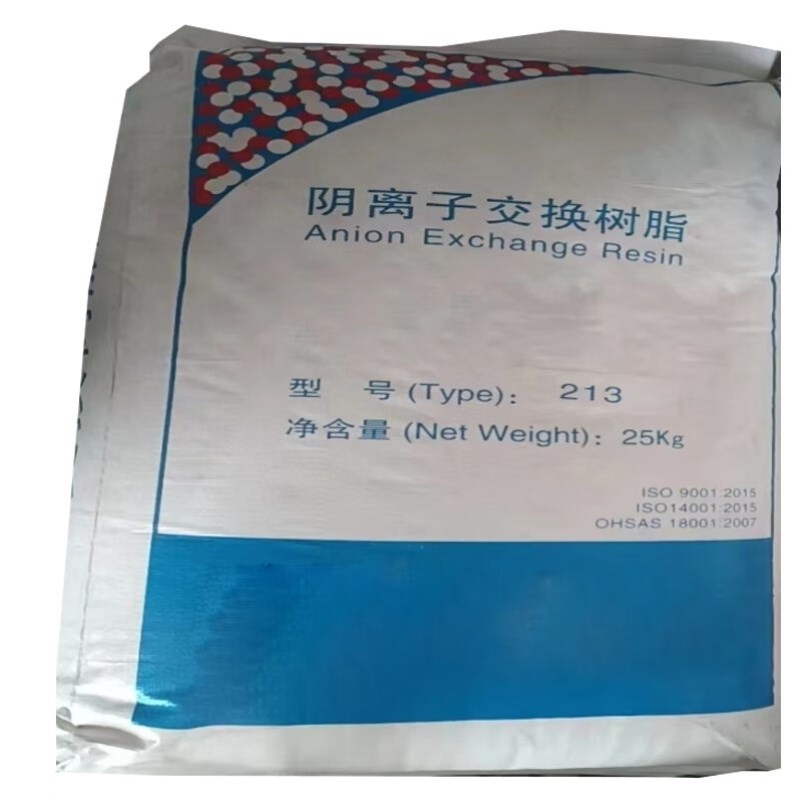 阴离子交换树脂
Anion Exchange Resin
型 号 (Type): 213
净含量 (Net Weight): 25Kg
ISO 9001:2015
ISO14001:2015
OHSAS 18001:2007